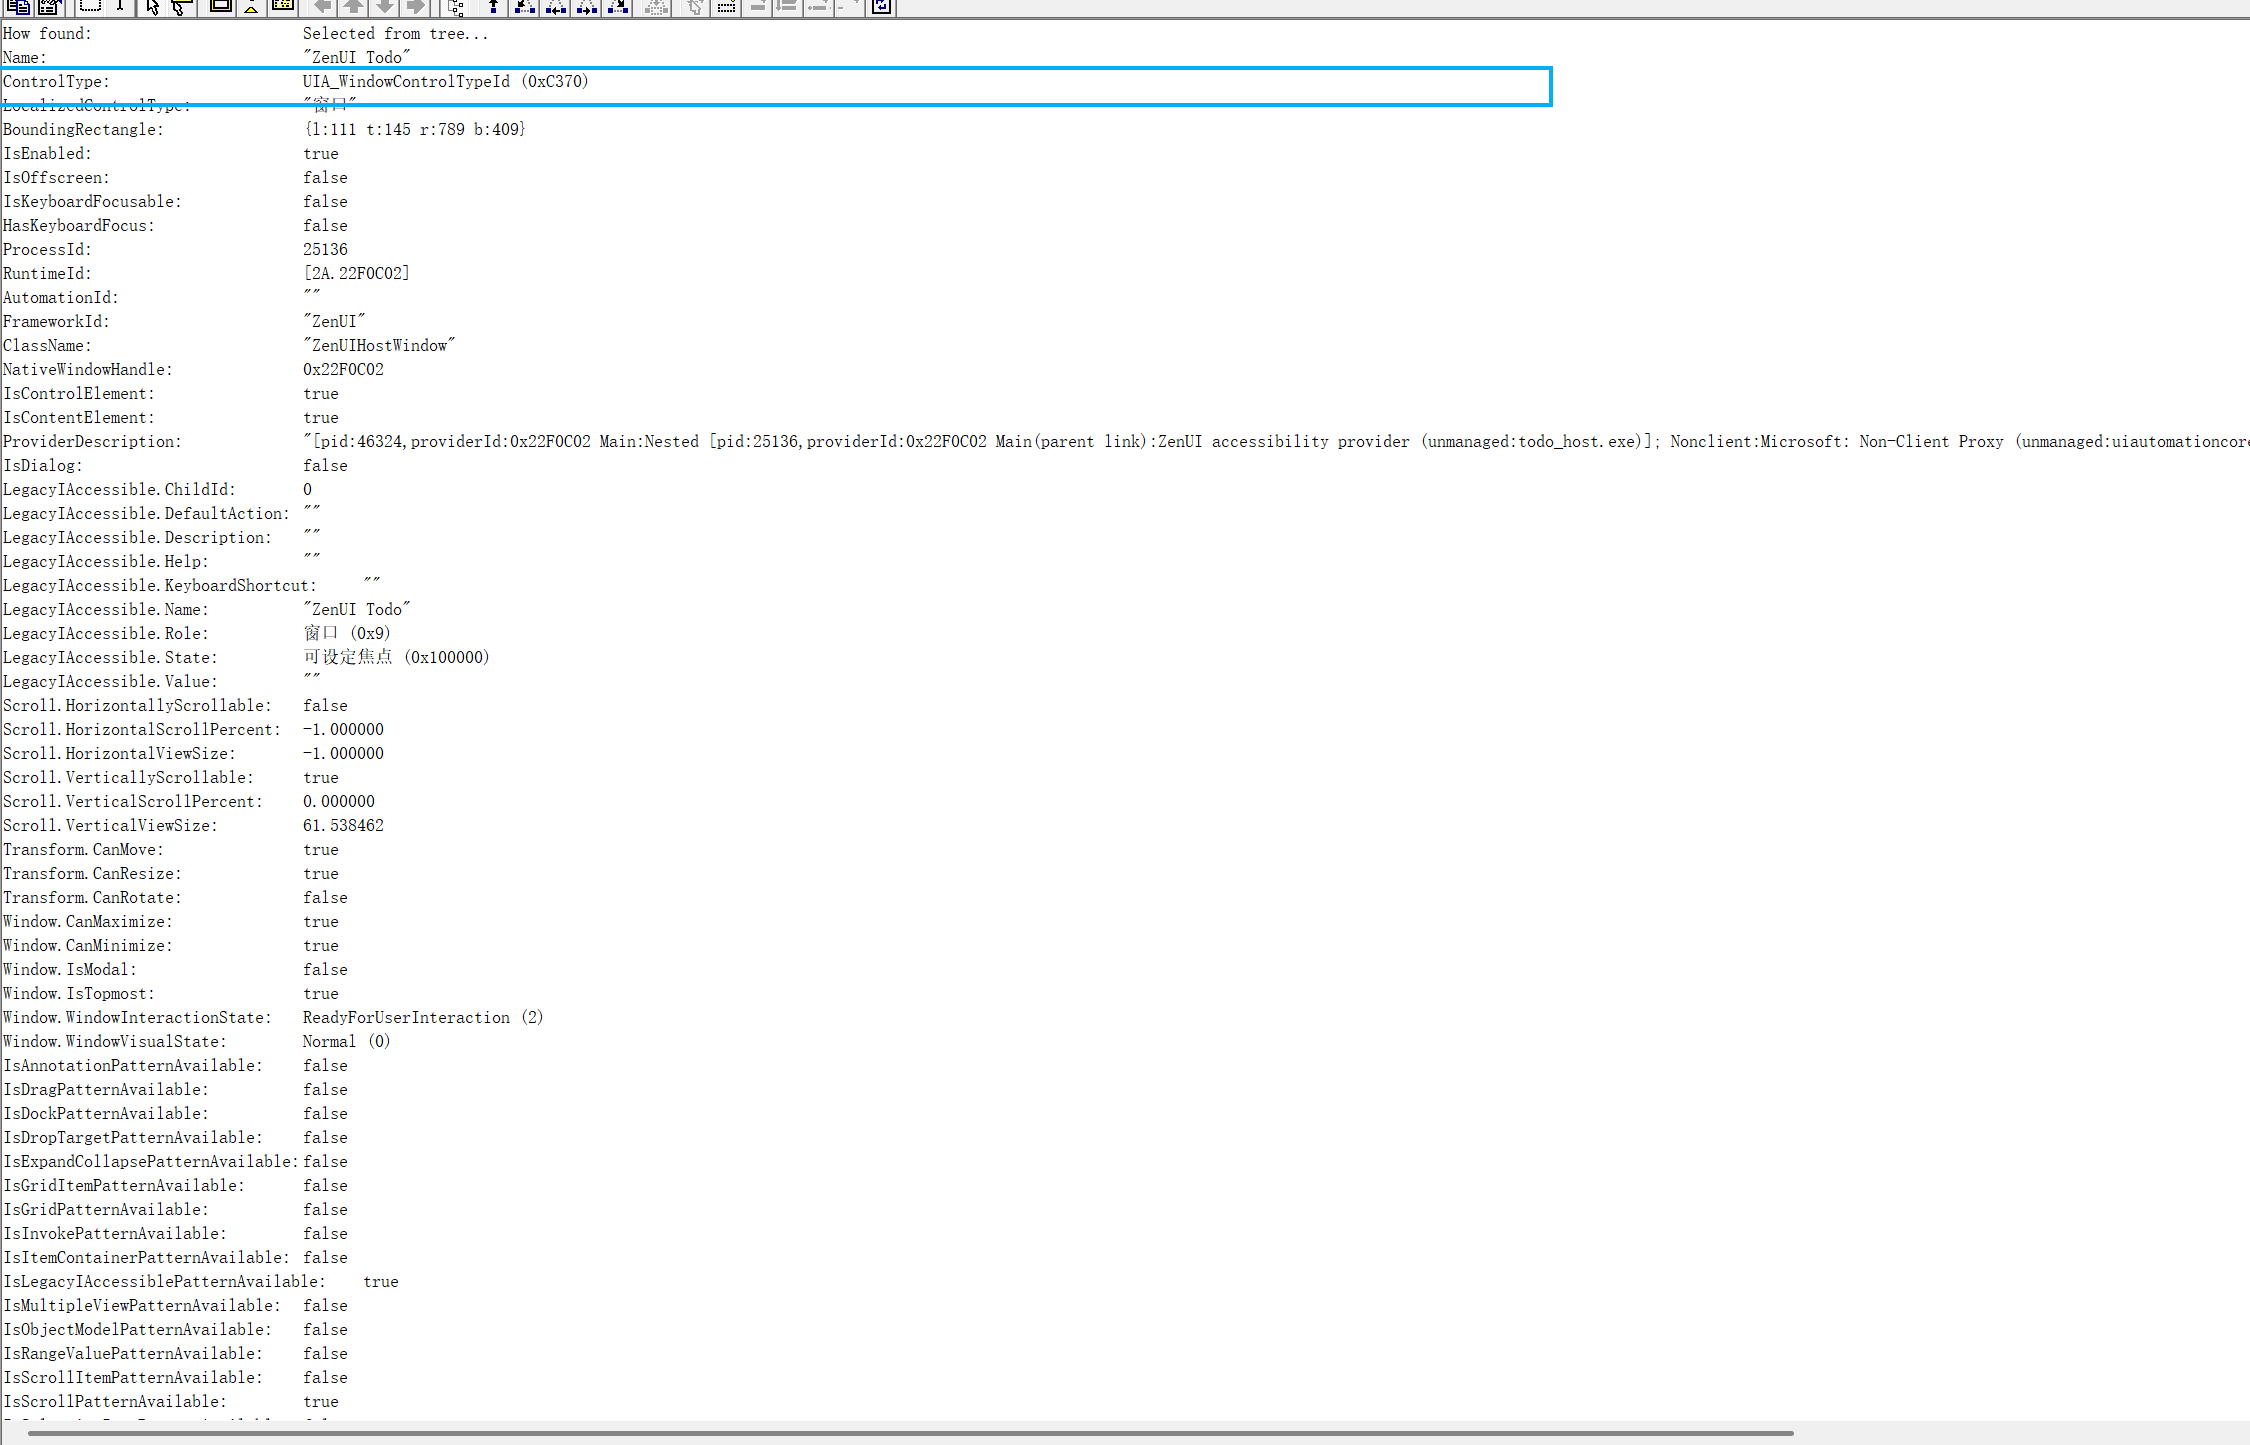 How found: Selected from tree...
Name: "ZenUI Todo"
ControlType: UIA_WindowControlTypeId (0xC370)
LocalizedControlType: "窗口"
BoundingRectangle: {l:111 t:145 r:789 b:409}
IsEnabled: true
IsOffscreen: false
IsKeyboardFocusable: false
HasKeyboardFocus: false
ProcessId: 25136
RuntimeId: [2A.22F0C02]
AutomationId: ""
FrameworkId: "ZenUI"
ClassName: "ZenUIHostWindow"
NativeWindowHandle: 0x22F0C02
IsControlElement: true
IsContentElement: true
ProviderDescription: "[pid:46324,providerId:0x22F0C02 Main:Nested [pid:25136,providerId:0x22F0C02 Main(parent link):ZenUI accessibility provider (unmanaged:todo_host.exe)]; Nonclient:Microsoft: Non-Client Proxy (unmanaged:uiautomationcore
IsDialog: false
LegacyIAccessible.ChildId: 0
LegacyIAccessible.DefaultAction: ""
LegacyIAccessible.Description: ""
LegacyIAccessible.Help: ""
LegacyIAccessible.KeyboardShortcut: ""
LegacyIAccessible.Name: "ZenUI Todo"
LegacyIAccessible.Role: 窗口 (0x9)
LegacyIAccessible.State: 可设定焦点 (0x100000)
LegacyIAccessible.Value: ""
Scroll.HorizontallyScrollable: false
Scroll.HorizontalScrollPercent: -1.000000
Scroll.HorizontalViewSize: -1.000000
Scroll.VerticallyScrollable: true
Scroll.VerticalScrollPercent: 0.000000
Scroll.VerticalViewSize: 61.538462
Transform.CanMove: true
Transform.CanResize: true
Transform.CanRotate: false
Window.CanMaximize: true
Window.CanMinimize: true
Window.IsModal: false
Window.IsTopmost: true
Window.WindowInteractionState: ReadyForUserInteraction (2)
Window.WindowVisualState: Normal (0)
IsAnnotationPatternAvailable: false
IsDragPatternAvailable: false
IsDockPatternAvailable: false
IsDropTargetPatternAvailable: false
IsExpandCollapsePatternAvailable: false
IsGridItemPatternAvailable: false
IsGridPatternAvailable: false
IsInvokePatternAvailable: false
IsItemContainerPatternAvailable: false
IsLegacyIAccessiblePatternAvailable: true
IsMultipleViewPatternAvailable: false
IsObjectModelPatternAvailable: false
IsRangeValuePatternAvailable: false
IsScrollItemPatternAvailable: false
IsScrollPatternAvailable: true